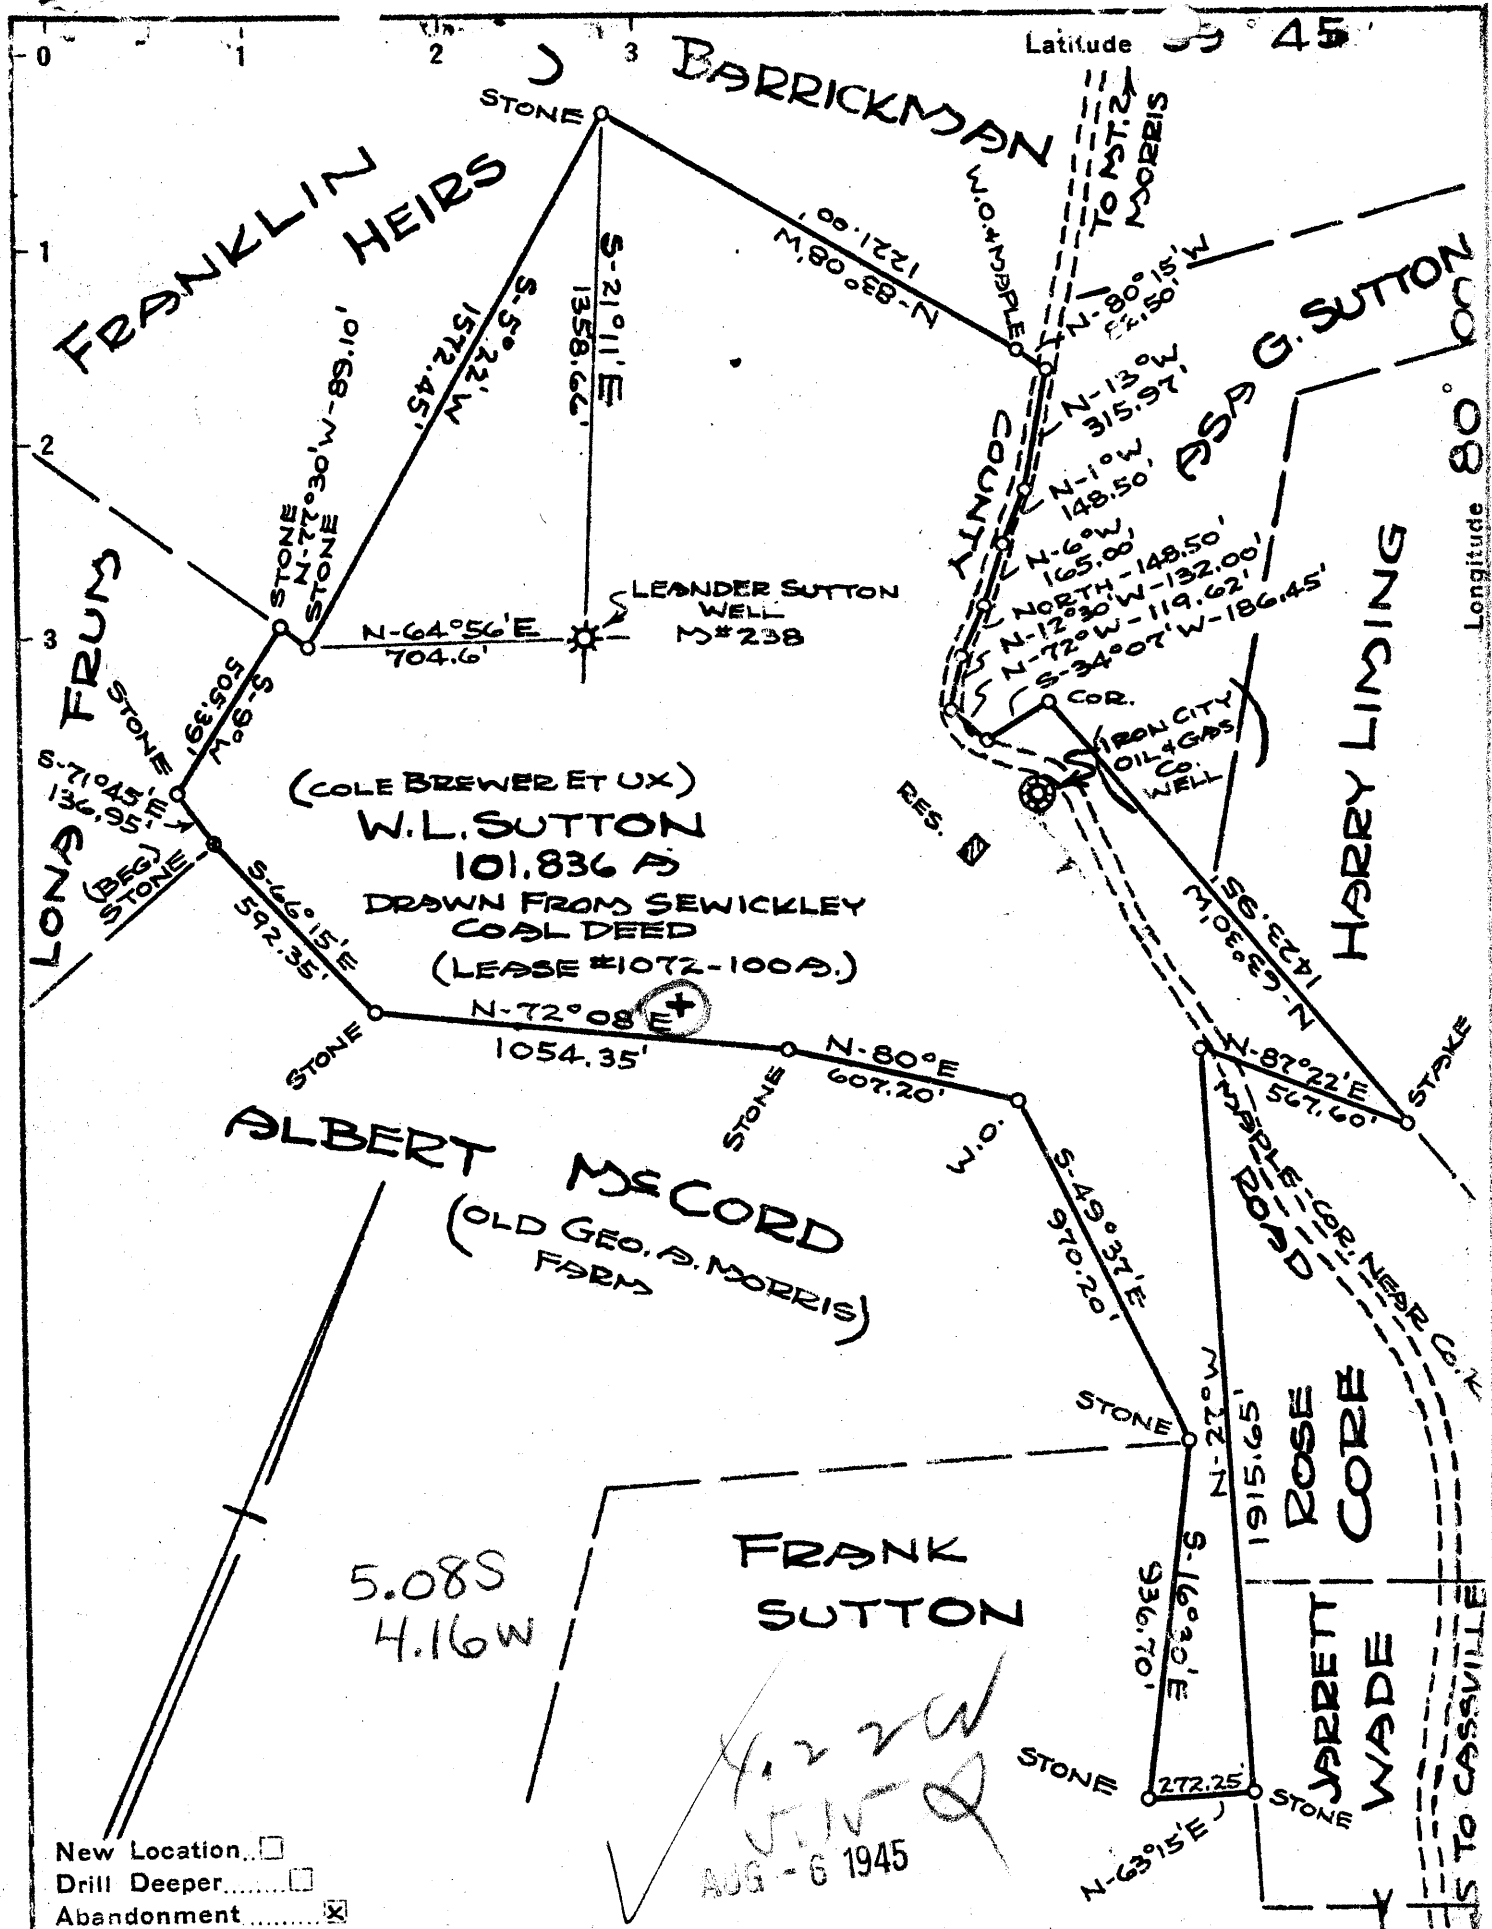 0 1 2 3
Latitude 39° 45'
1
2
3
Longitude 80° 00'
BARRICKMAN
STONE
FRANKLIN
HEIRS
TO MT.
MORRIS
W.O. & MAPLE
N-83°08'W
1221.00'
S-21°11'E
1358.66'
S-5°22'W
1572.45'
N-77°30'W-89.10'
STONE
STONE
N-80°15'W
82.50'
N-13°W
315.97'
N-1°W
148.50'
N-6°W
165.00'
NORTH-148.50'
N-12°30'W-132.00'
N-72°W-119.62'
S-34°07'W-186.45'
COUNTY
ASA G. SUTTON
HARRY LIMING
LEANDER SUTTON
WELL
M#238
N-64°56'E
704.6'
COR.
(IRON CITY
OIL & GAS
CO.
WELL)
RES.
LONA FRUM
STONE
S-9°W
505.39'
S-71°45'E
136.95'
(BEG)
STONE
S-66°15'E
592.35'
(COLE BREWER ET UX)
W.L. SUTTON
101.836 A
DRAWN FROM SEWICKLEY
COAL DEED
(LEASE #1072-100A.)
N-63°30'W
1423.95'
N-72°08'E
1054.35'
STONE
STONE
N-80°E
607.20'
W.O.
N-87°22'E
567.60'
STAKE
MAPLE-COR. NEAR CO. R
ROAD
ALBERT McCORD
(OLD GEO. A. MORRIS)
FARM
S-49°37'E
970.20'
STONE
N-22°W
1915.65'
ROSE
CORE
5.08S
4.16W
FRANK
SUTTON
S-16°20'E
936.70'
JARRETT
WADE
TO CASSVILLE
4.22W
STONE
272.25'
STONE
N-63°15'E
AUG -6 1945
New Location..
Drill Deeper.......
Abandonment ........ X